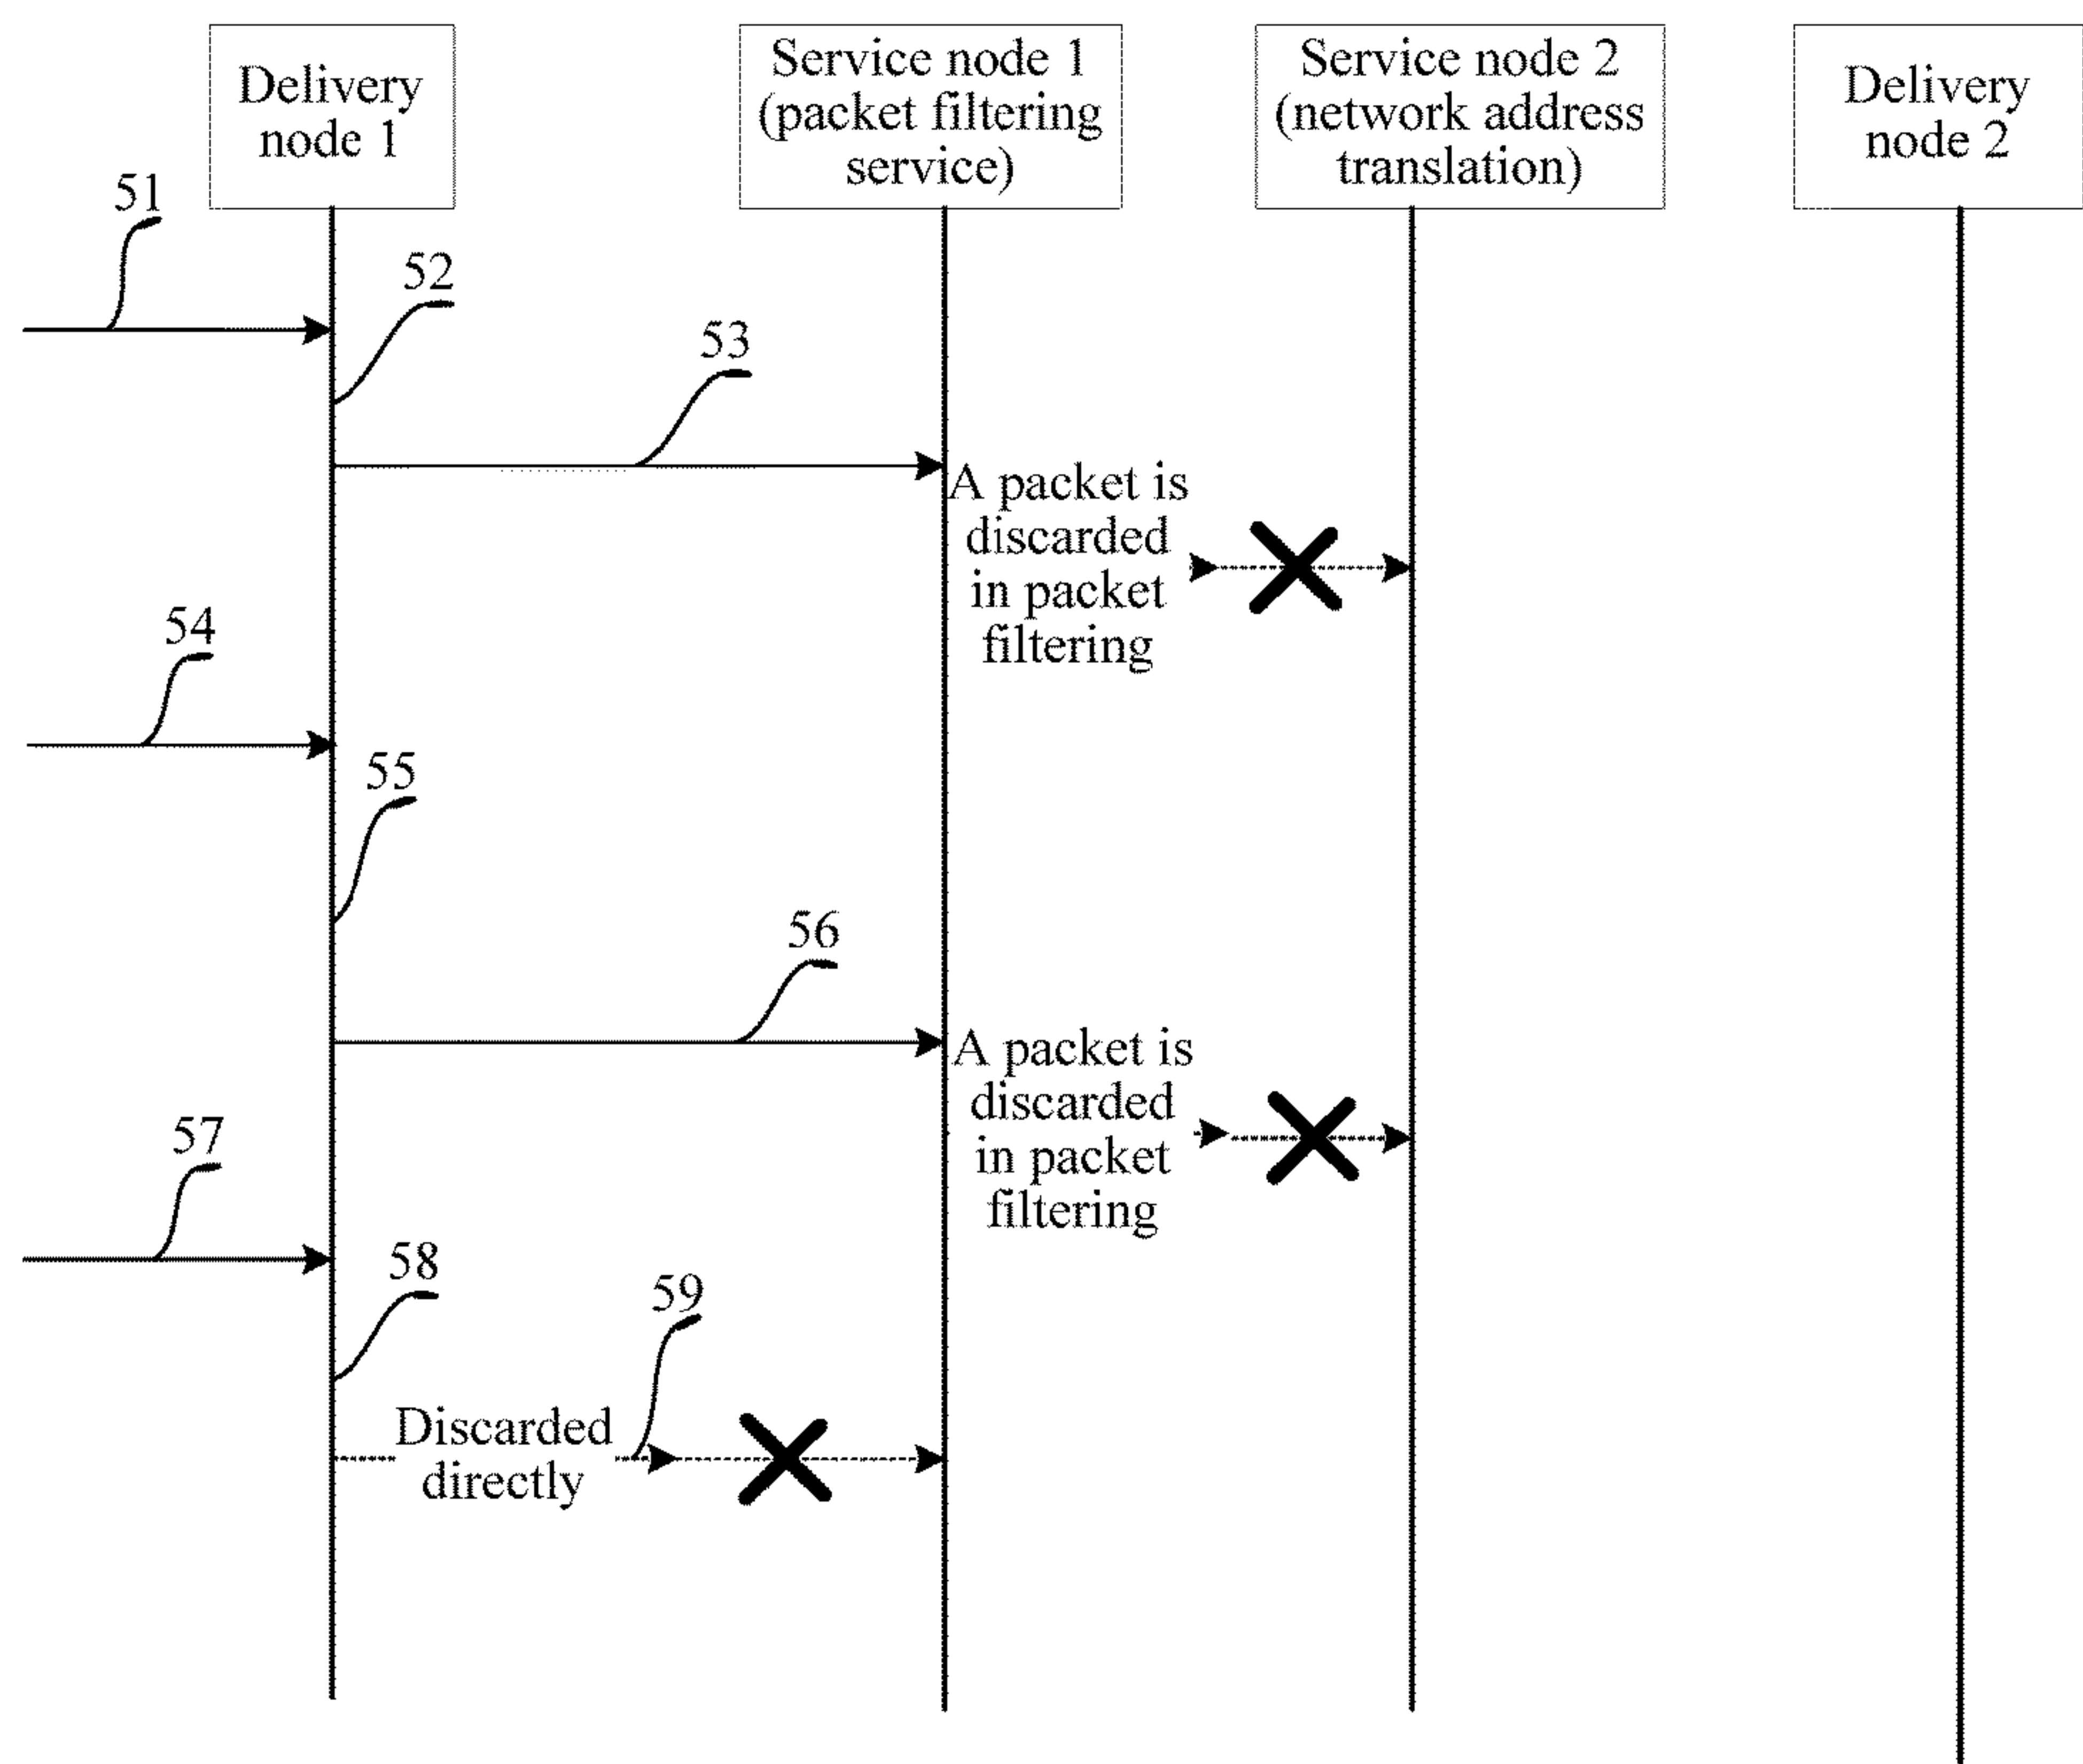 Delivery
node 1
Service node 1
(packet filtering
service)
Service node 2
(network address
translation)
Delivery
node 2
51
52
53
A packet is
discarded
in packet
filtering
54
55
56
A packet is
discarded
in packet
filtering
57
58
59
Discarded
directly